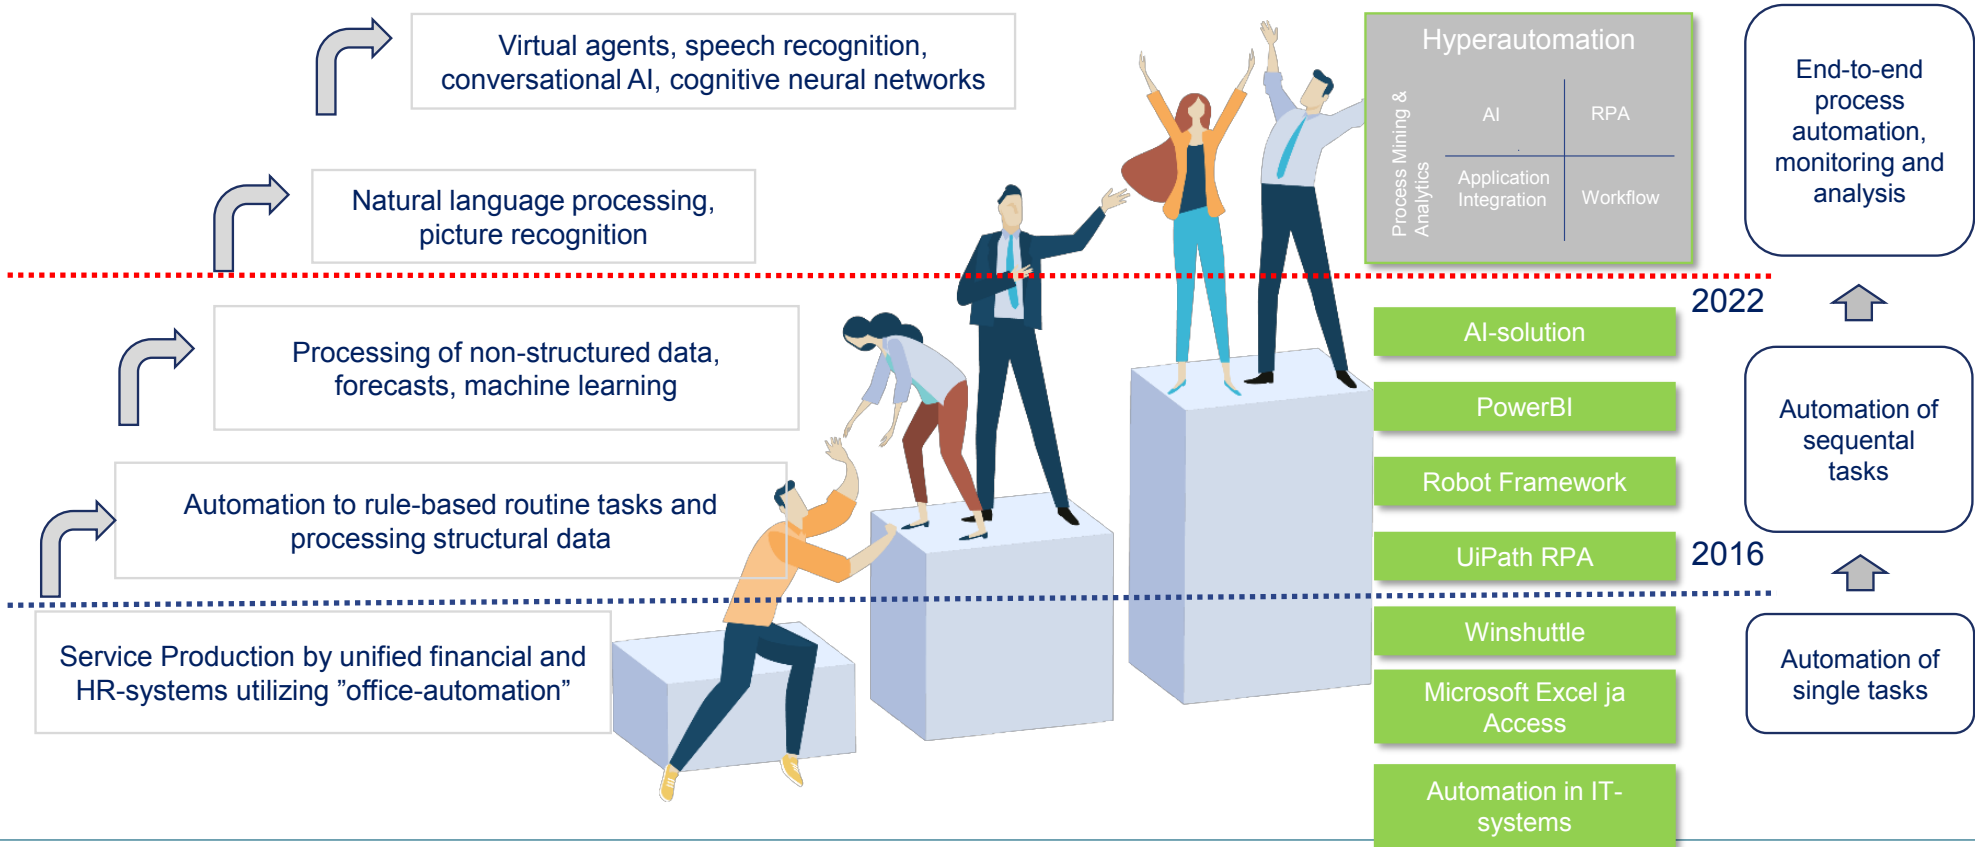 Virtual agents, speech recognition,
conversational AI, cognitive neural networks
Natural language processing,
picture recognition
Processing of non-structured data,
forecasts, machine learning
Automation to rule-based routine tasks and
processing structural data
Service Production by unified financial and
HR-systems utilizing ”office-automation”
Hyperautomation
Process Mining &
Analytics
AI
RPA
Application
Integration
Workflow
2022
AI-solution
PowerBI
Robot Framework
UiPath RPA
2016
Winshuttle
Microsoft Excel ja
Access
Automation in IT-
systems
End-to-end
process
automation,
monitoring and
analysis
Automation of
sequental
tasks
Automation of
single tasks